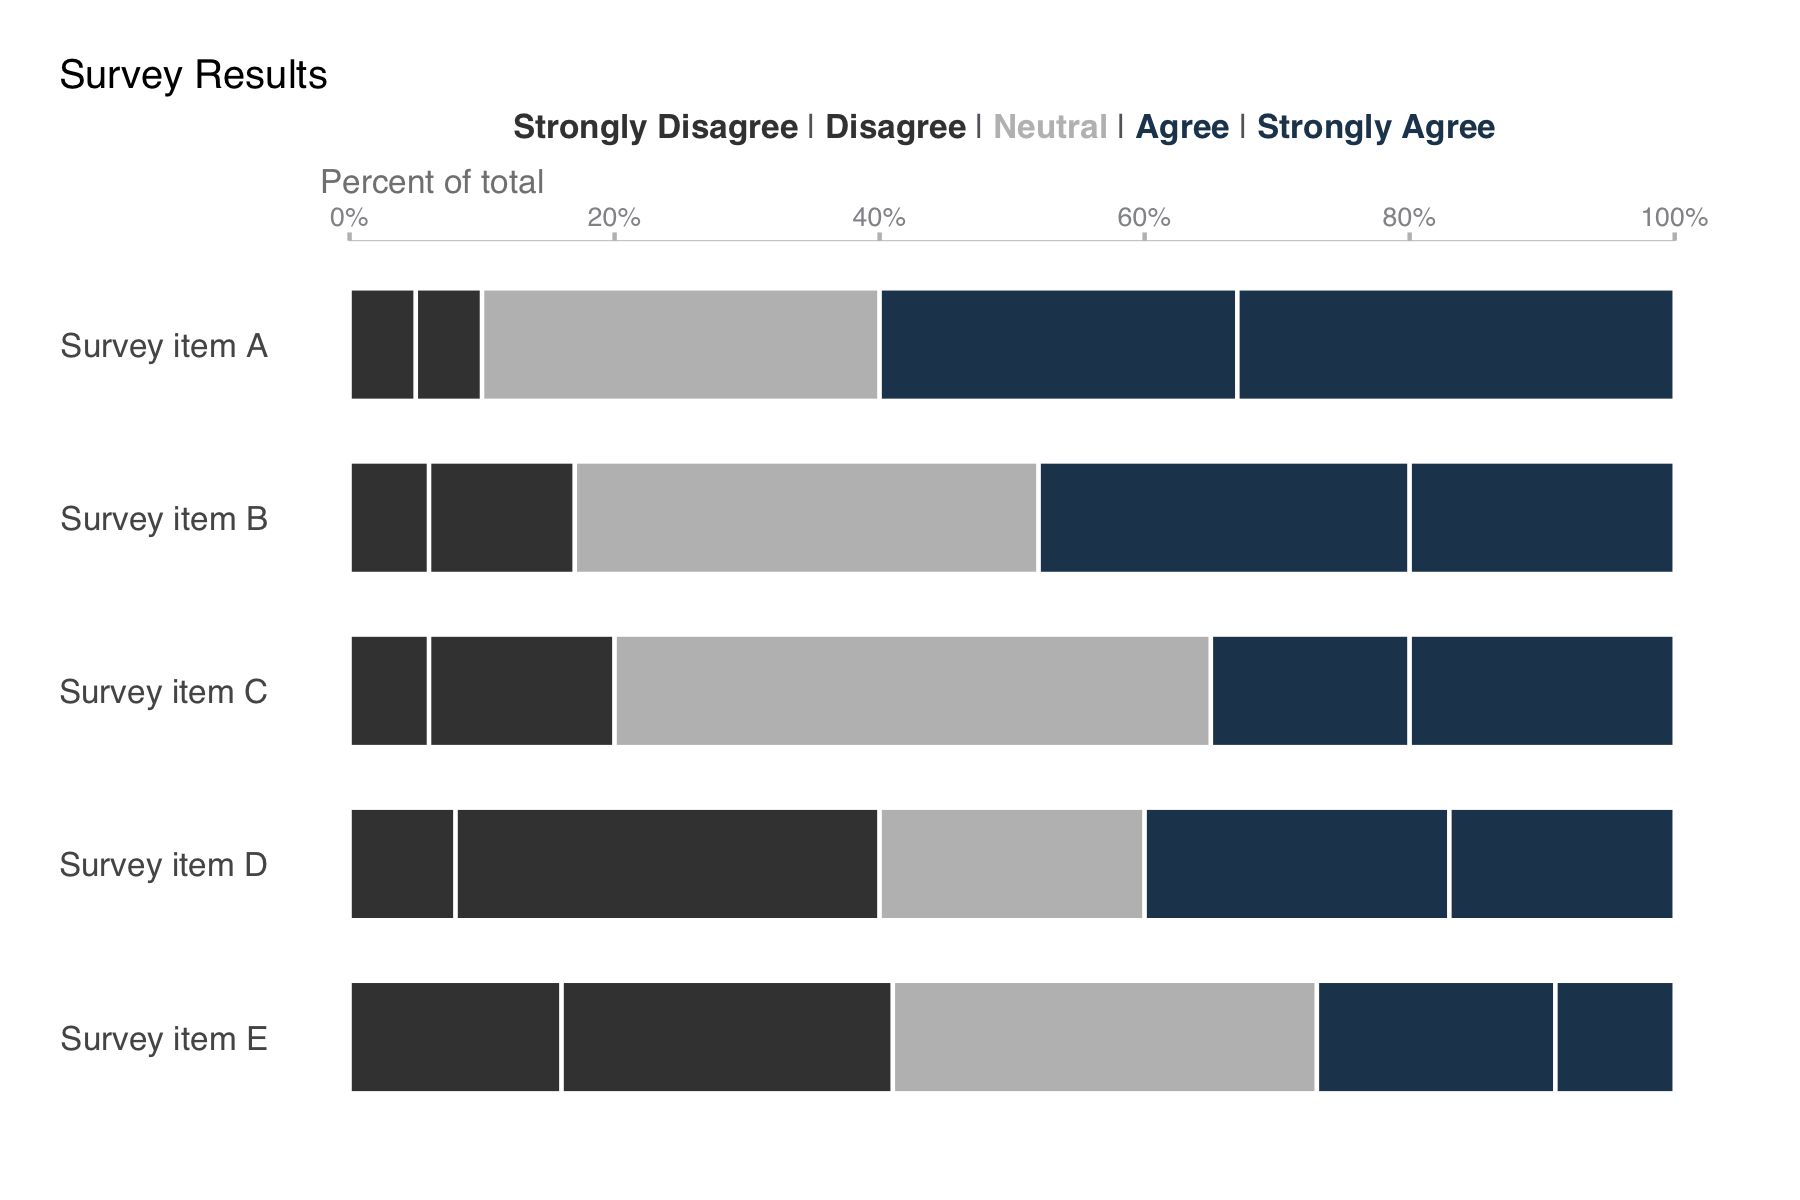 Survey Results
Strongly Disagree | Disagree | Neutral | Agree | Strongly Agree
Percent of total
0% 20% 40% 60% 80% 100%
Survey item A
Survey item B
Survey item C
Survey item D
Survey item E